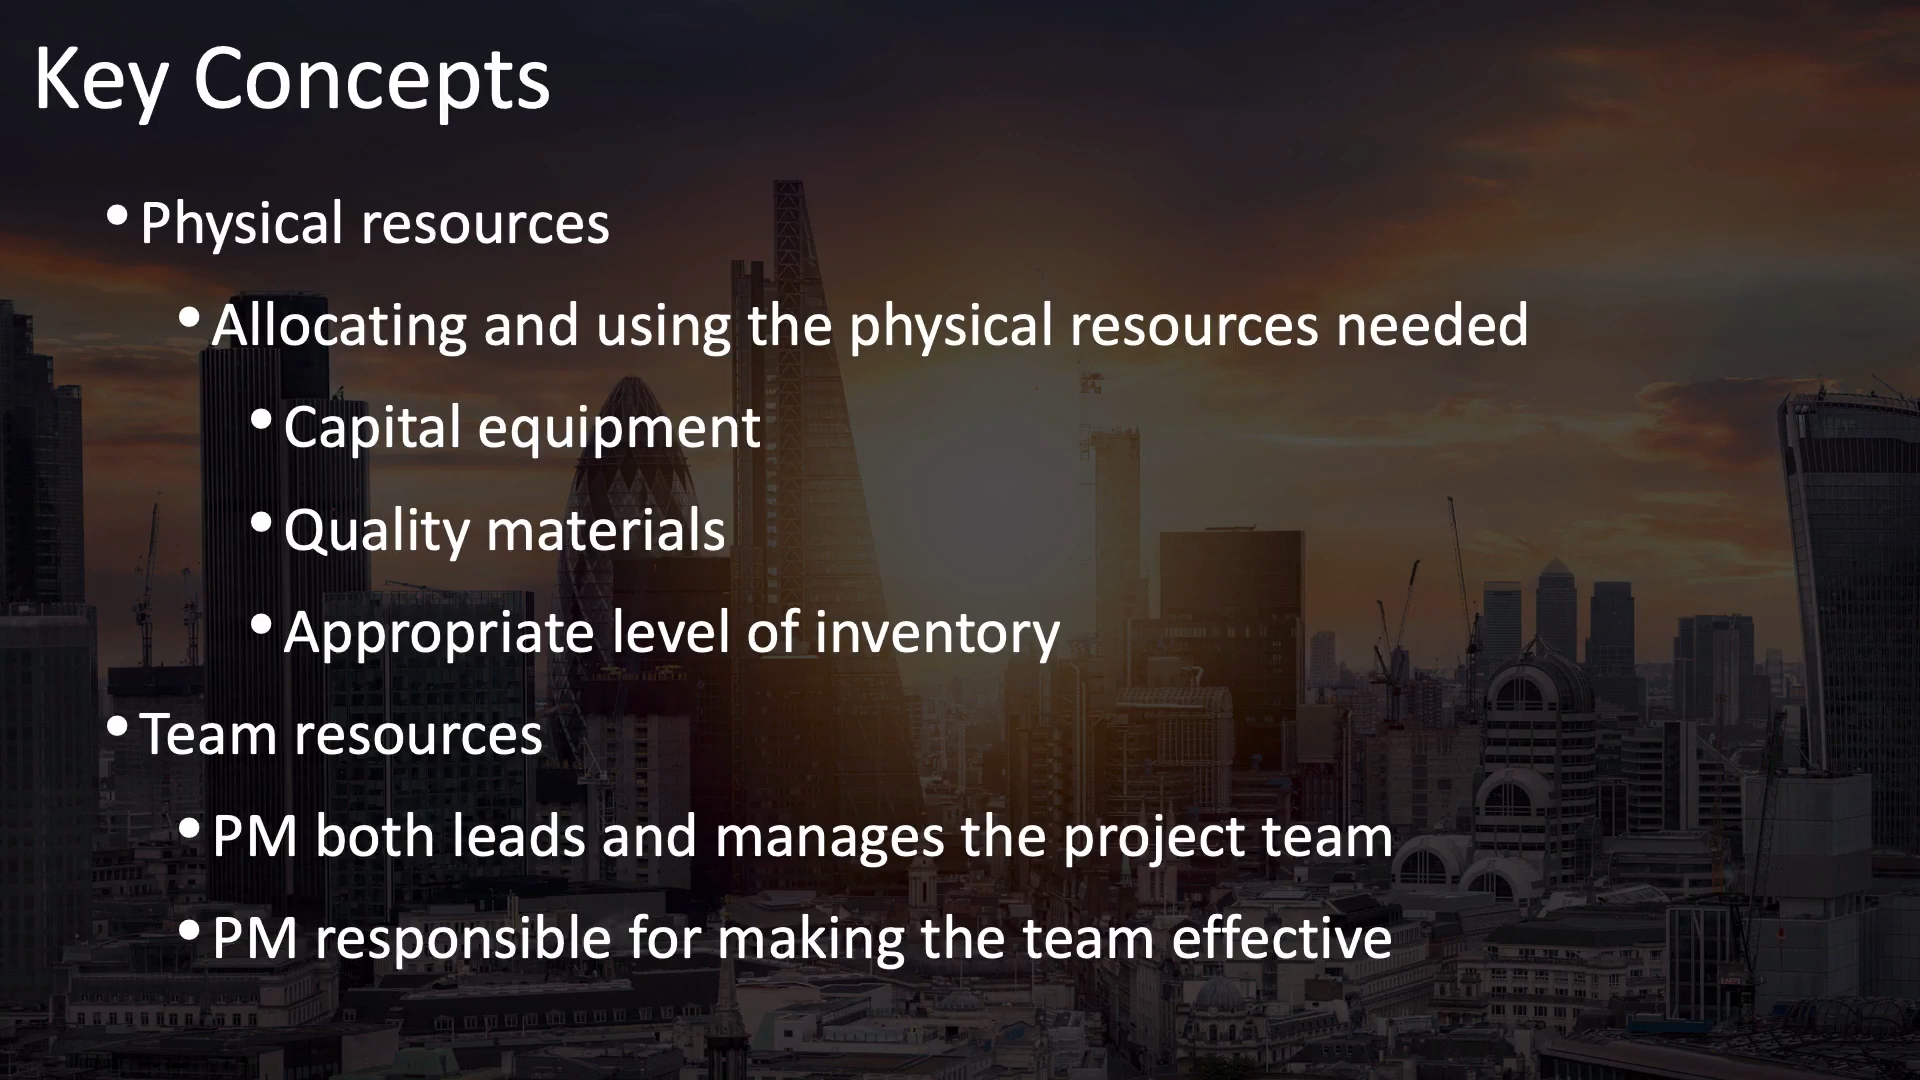 Key Concepts
• Physical resources
• Allocating and using the physical resources needed
• Capital equipment
• Quality materials
• Appropriate level of inventory
• Team resources
• PM both leads and manages the project team
• PM responsible for making the team effective